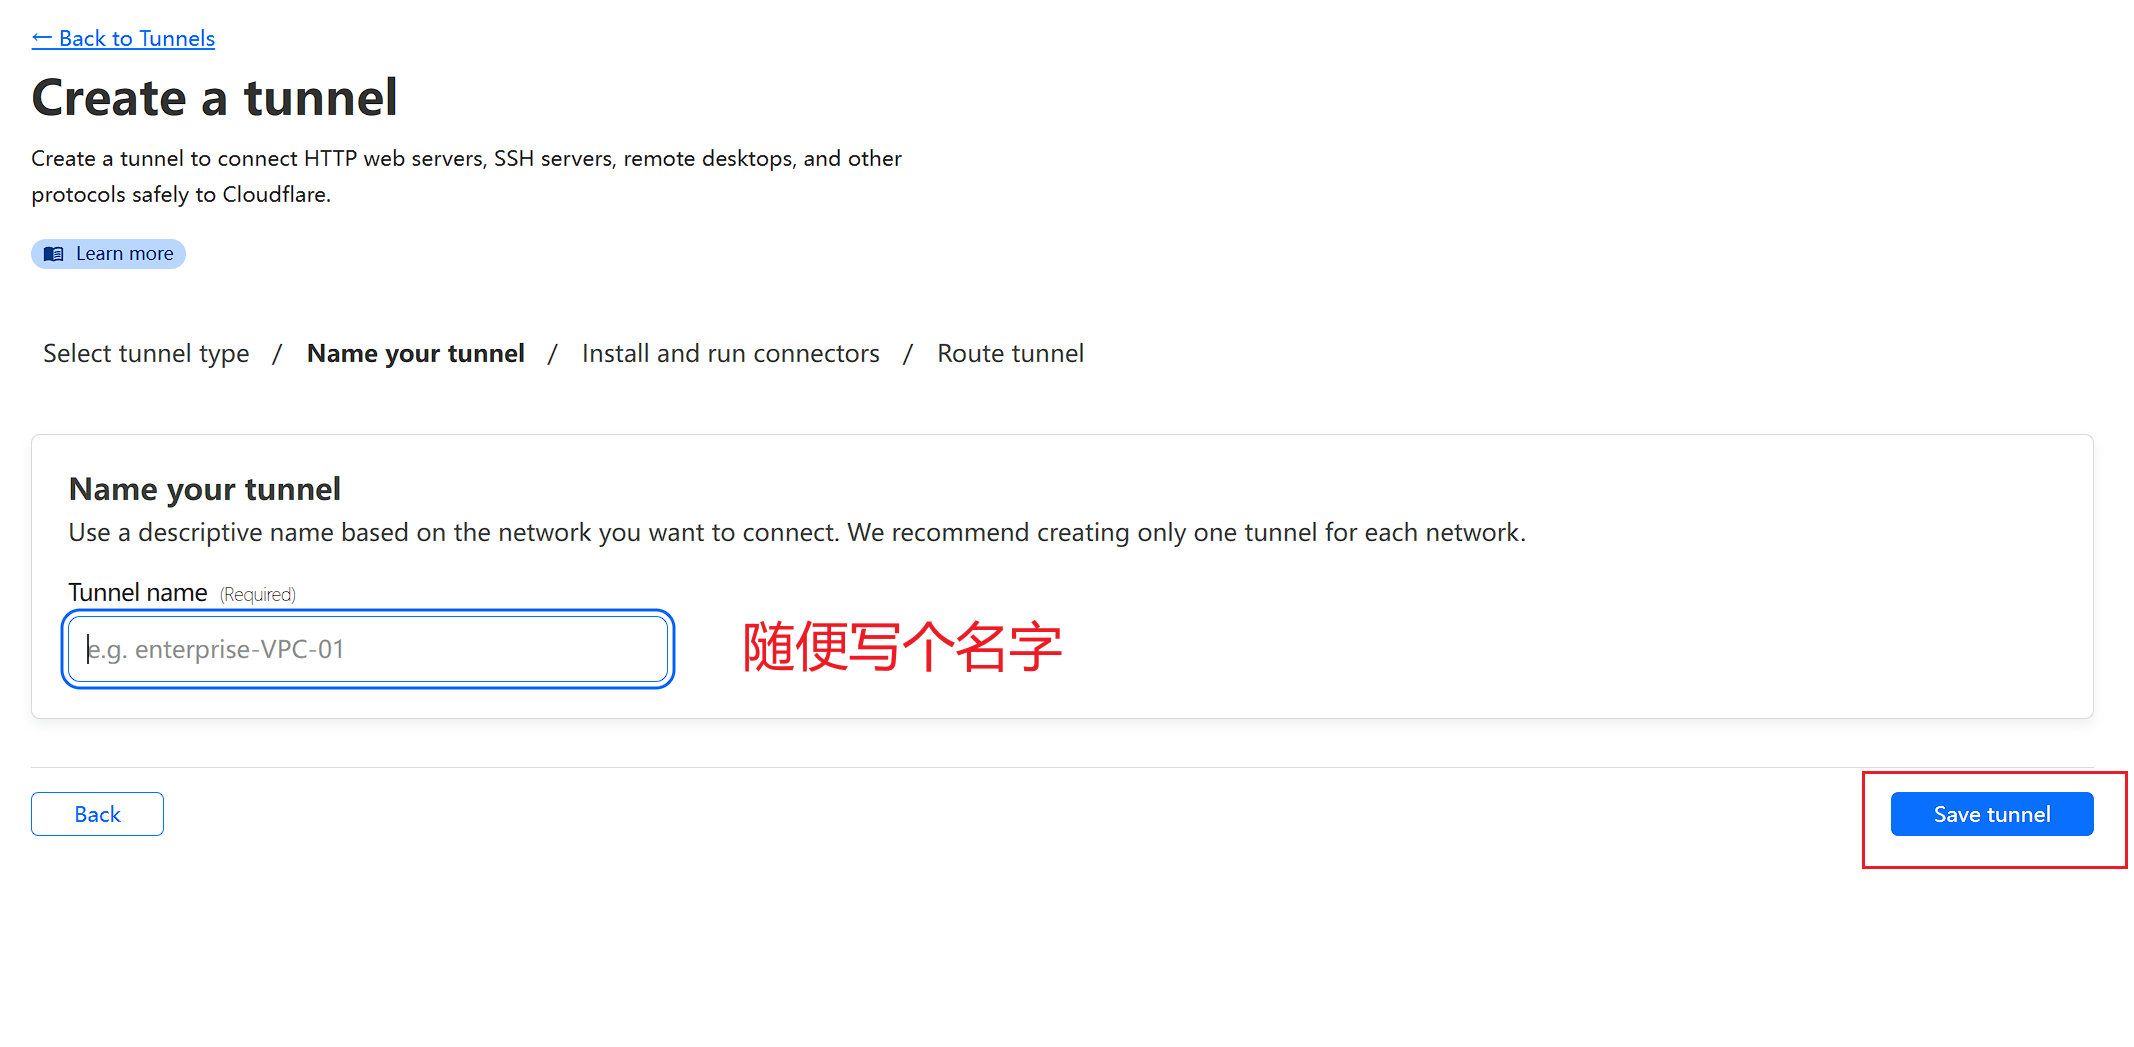 ← Back to Tunnels
Create a tunnel
Create a tunnel to connect HTTP web servers, SSH servers, remote desktops, and other
protocols safely to Cloudflare.
Learn more
Select tunnel type / Name your tunnel / Install and run connectors / Route tunnel
Name your tunnel
Use a descriptive name based on the network you want to connect. We recommend creating only one tunnel for each network.
Tunnel name (Required)
e.g. enterprise-VPC-01
随便写个名字
Back
Save tunnel